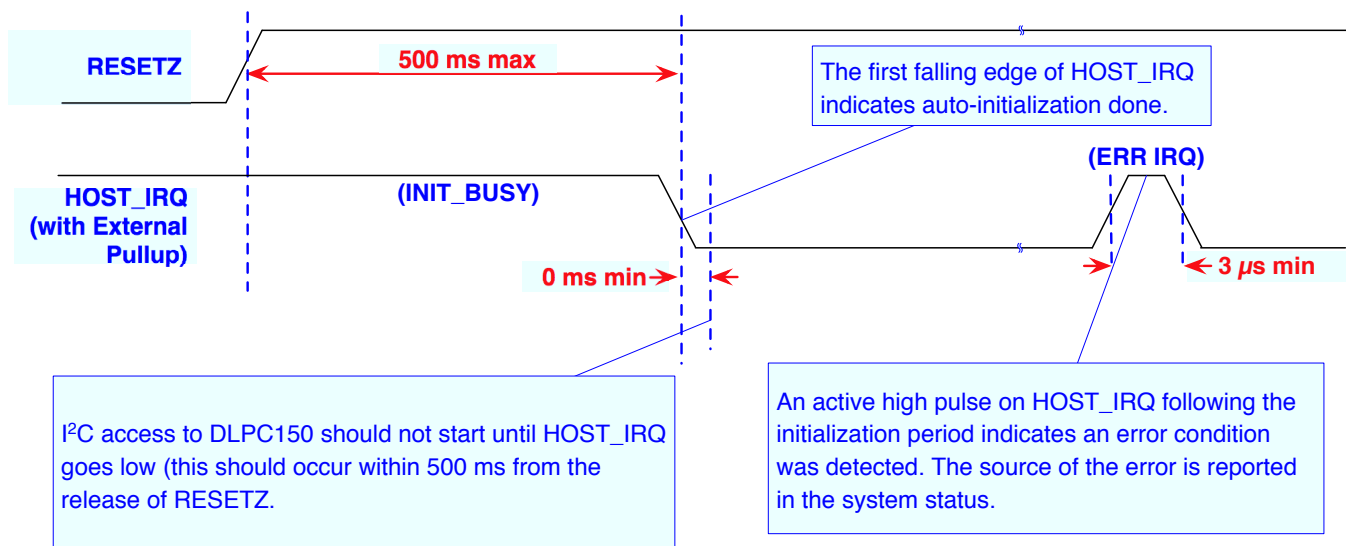 RESETZ
500 ms max
The first falling edge of HOST_IRQ
indicates auto-initialization done.
(ERR IRQ)
HOST_IRQ
(with External
Pullup)
(INIT_BUSY)
0 ms min
3 µs min
I²C access to DLPC150 should not start until HOST_IRQ
goes low (this should occur within 500 ms from the
release of RESETZ.
An active high pulse on HOST_IRQ following the
initialization period indicates an error condition
was detected. The source of the error is reported
in the system status.